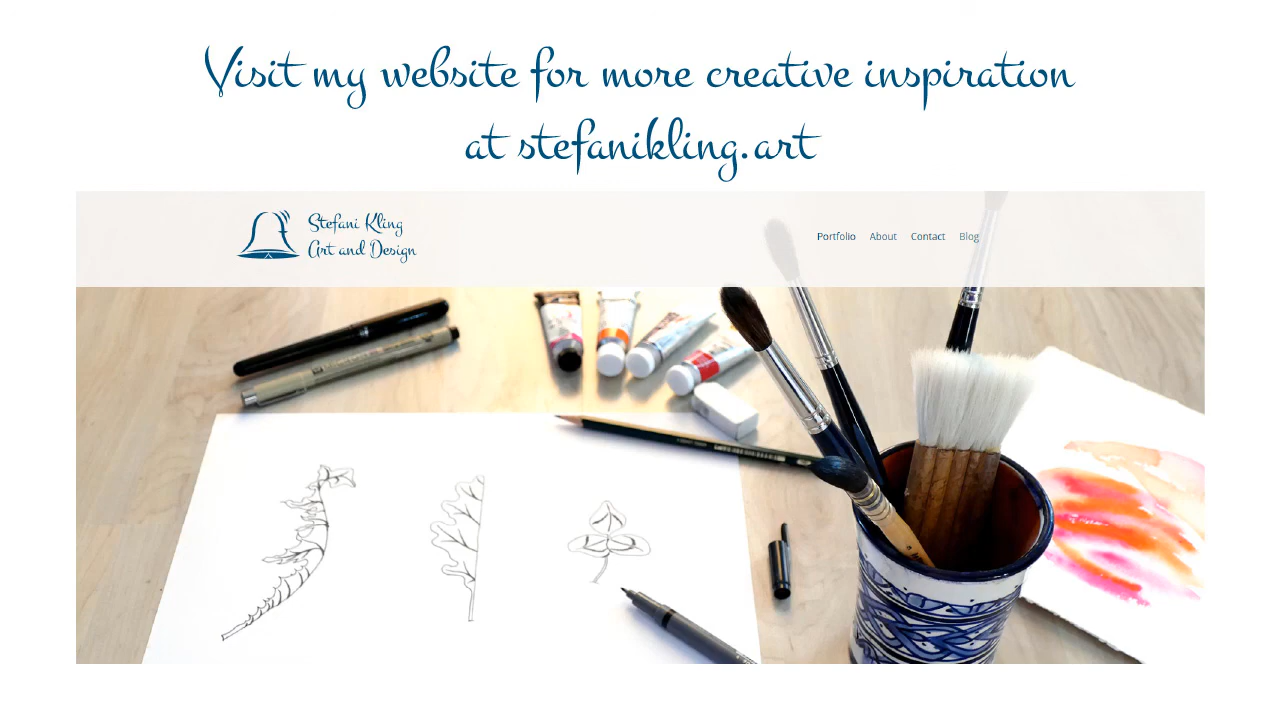 Visit my website for more creative inspiration
at stefanikling.art
Stefani Kling
Art and Design
Portfolio About Contact Blog